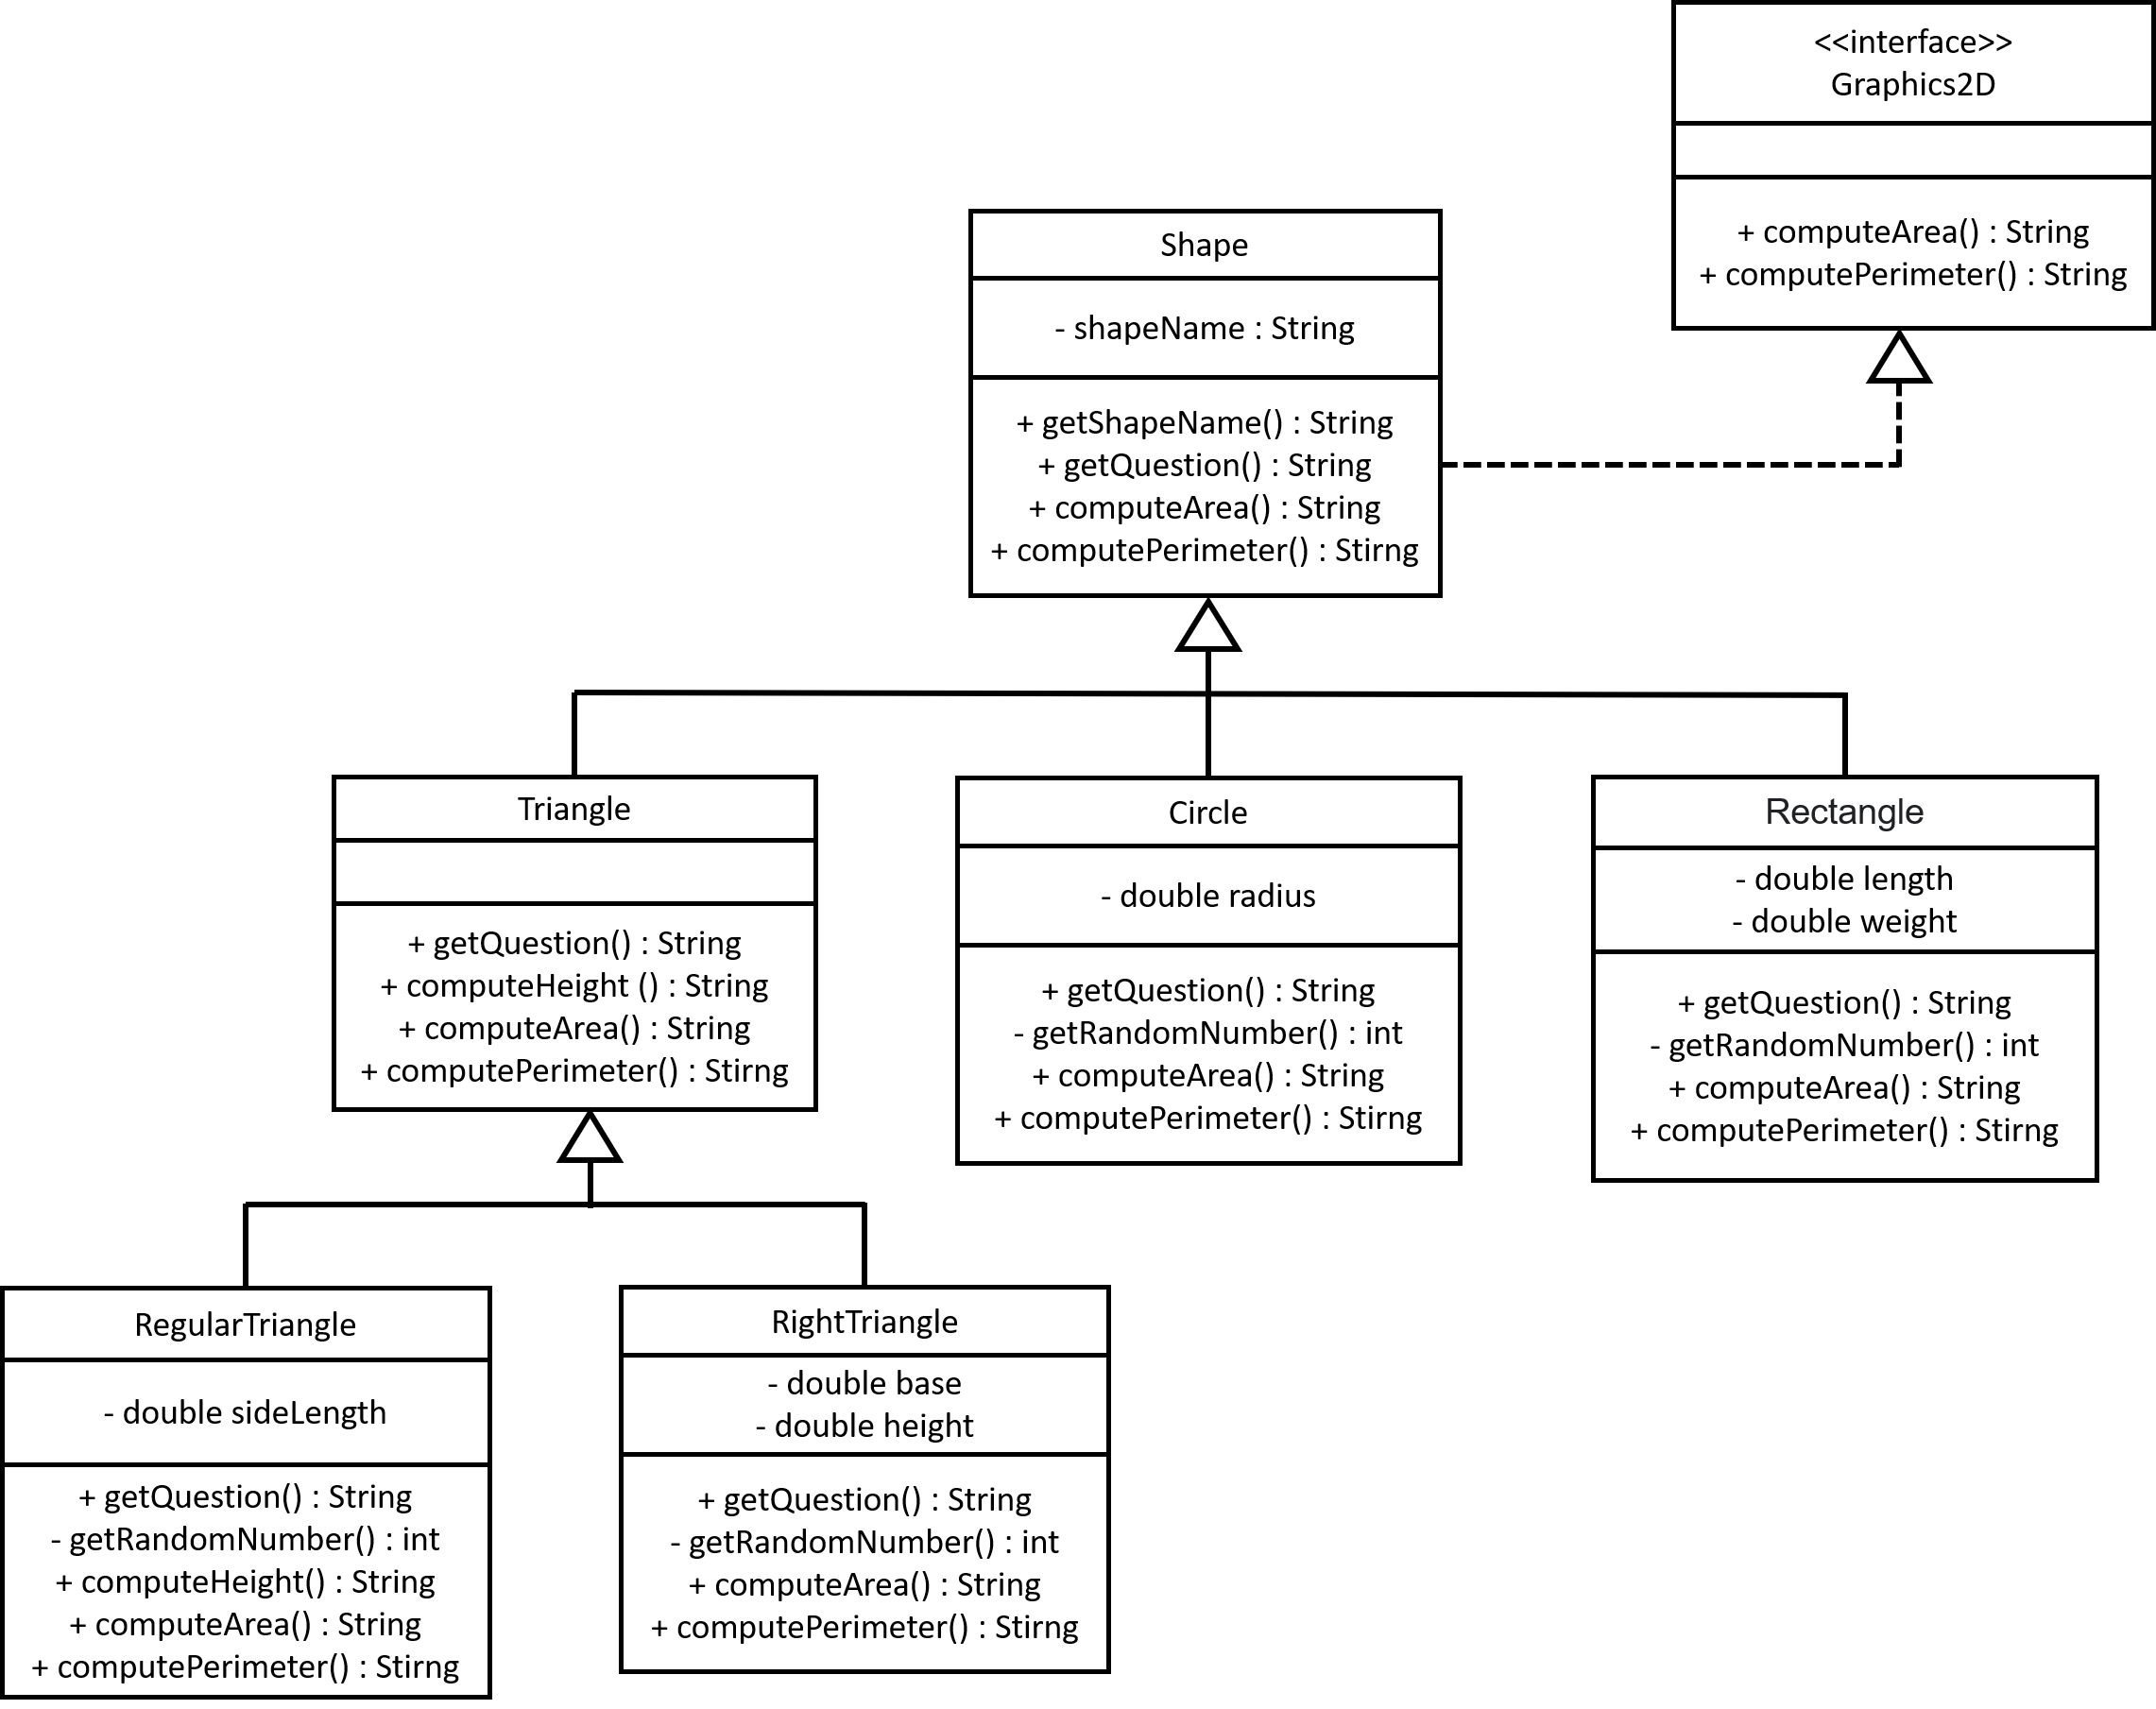 <<interface>>
Graphics2D
+ computeArea() : String
+ computePerimeter() : String
Shape
- shapeName : String
+ getShapeName() : String
+ getQuestion() : String
+ computeArea() : String
+ computePerimeter() : Stirng
Triangle
+ getQuestion() : String
+ computeHeight () : String
+ computeArea() : String
+ computePerimeter() : Stirng
Circle
- double radius
+ getQuestion() : String
- getRandomNumber() : int
+ computeArea() : String
+ computePerimeter() : Stirng
Rectangle
- double length
- double weight
+ getQuestion() : String
- getRandomNumber() : int
+ computeArea() : String
+ computePerimeter() : Stirng
RegularTriangle
- double sideLength
+ getQuestion() : String
- getRandomNumber() : int
+ computeHeight() : String
+ computeArea() : String
+ computePerimeter() : Stirng
RightTriangle
- double base
- double height
+ getQuestion() : String
- getRandomNumber() : int
+ computeArea() : String
+ computePerimeter() : Stirng